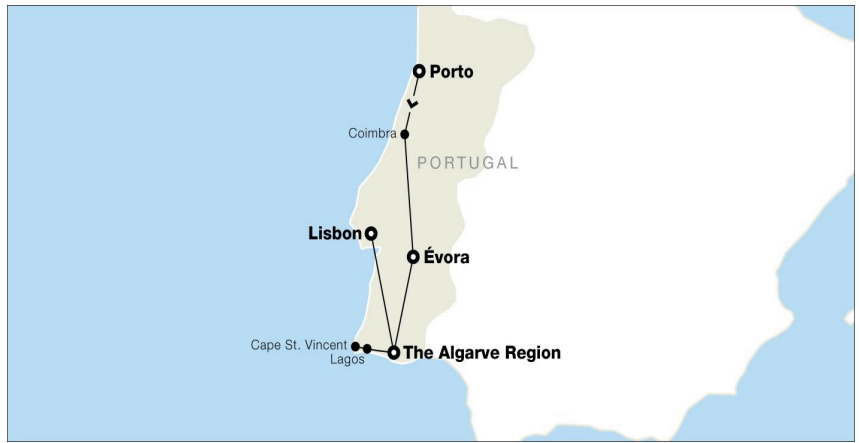 Porto
Coimbra
PORTUGAL
Lisbon
Évora
Cape St. Vincent
Lagos
The Algarve Region